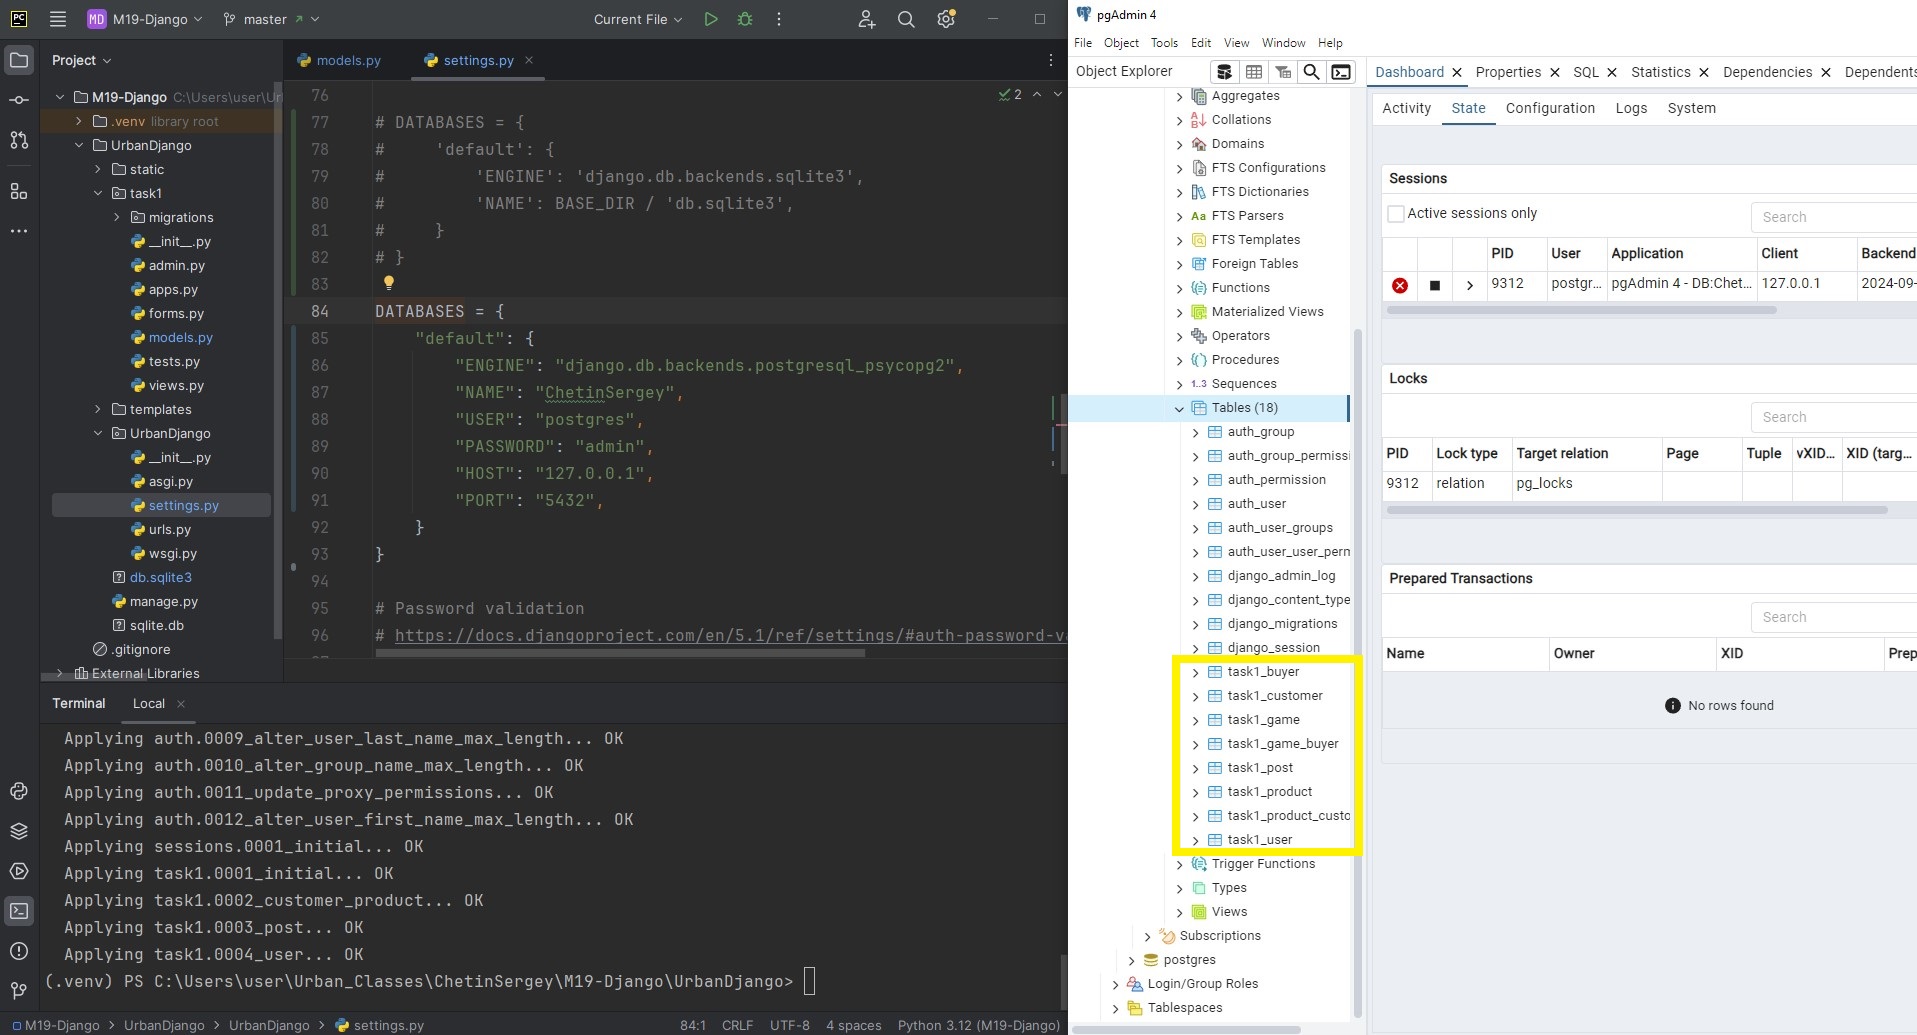 PC
MD M19-Django
master
Current File
Project
models.py
settings.py
M19-Django C:\Users\user\Ur
.venv library root
UrbanDjango
static
task1
migrations
__init__.py
admin.py
apps.py
forms.py
models.py
tests.py
views.py
templates
UrbanDjango
__init__.py
asgi.py
settings.py
urls.py
wsgi.py
db.sqlite3
manage.py
sqlite.db
.gitignore
External Libraries
2
76
77 # DATABASES = {
78 #     'default': {
79 #         'ENGINE': 'django.db.backends.sqlite3',
80 #         'NAME': BASE_DIR / 'db.sqlite3',
81 #     }
82 # }
83
84 DATABASES = {
85     "default": {
86         "ENGINE": "django.db.backends.postgresql_psycopg2",
87         "NAME": "ChetinSergey",
88         "USER": "postgres",
89         "PASSWORD": "admin",
90         "HOST": "127.0.0.1",
91         "PORT": "5432",
92     }
93 }
94
95 # Password validation
96 # https://docs.djangoproject.com/en/5.1/ref/settings/#auth-password-va
Terminal
Local
Applying auth.0009_alter_user_last_name_max_length... OK
Applying auth.0010_alter_group_name_max_length... OK
Applying auth.0011_update_proxy_permissions... OK
Applying auth.0012_alter_user_first_name_max_length... OK
Applying sessions.0001_initial... OK
Applying task1.0001_initial... OK
Applying task1.0002_customer_product... OK
Applying task1.0003_post... OK
Applying task1.0004_user... OK
(.venv) PS C:\Users\user\Urban_Classes\ChetinSergey\M19-Django\UrbanDjango>
M19-Django > UrbanDjango > UrbanDjango > settings.py
84:1 CRLF UTF-8 4 spaces Python 3.12 (M19-Django)
pgAdmin 4
File Object Tools Edit View Window Help
Object Explorer
Aggregates
Collations
Domains
FTS Configurations
FTS Dictionaries
Aa FTS Parsers
FTS Templates
Foreign Tables
Functions
Materialized Views
Operators
Procedures
1..3 Sequences
Tables (18)
auth_group
auth_group_permissi
auth_permission
auth_user
auth_user_groups
auth_user_user_perm
django_admin_log
django_content_type
django_migrations
django_session
task1_buyer
task1_customer
task1_game
task1_game_buyer
task1_post
task1_product
task1_product_custo
task1_user
Trigger Functions
Types
Views
Subscriptions
postgres
Login/Group Roles
Tablespaces
Dashboard Properties SQL Statistics Dependencies Dependents
Activity State Configuration Logs System
Sessions
Active sessions only
Search
PID User Application Client Backend
9312 postgr... pgAdmin 4 - DB:Chet... 127.0.0.1 2024-09-
Locks
Search
PID Lock type Target relation Page Tuple vXID... XID (targ...
9312 relation pg_locks
Prepared Transactions
Search
Name Owner XID Prep
No rows found